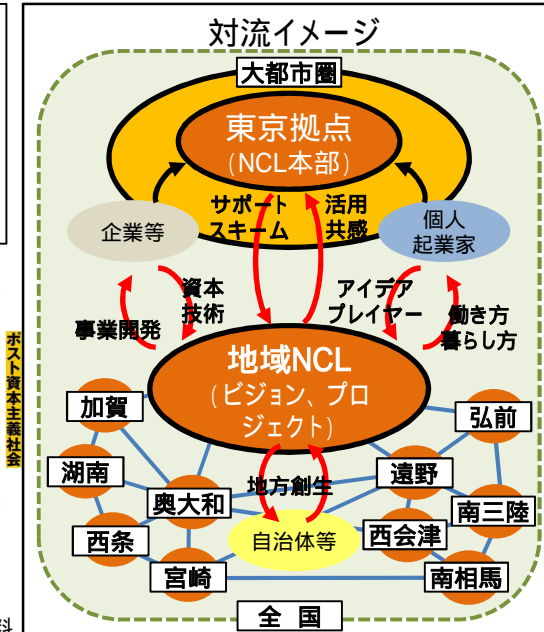 対流イメージ
大都市圏
東京拠点
(NCL本部)
サポート
スキーム
活用
共感
企業等
個人
起業家
資本
技術
事業開発
アイデア
プレイヤー
働き方
暮らし方
地域NCL
(ビジョン、プロ
ジェクト)
ポスト資本主義社会
加賀
弘前
湖南
奥大和
地方創生
遠野
南三陸
西条
自治体等
西会津
宮崎
南相馬
全 国
料